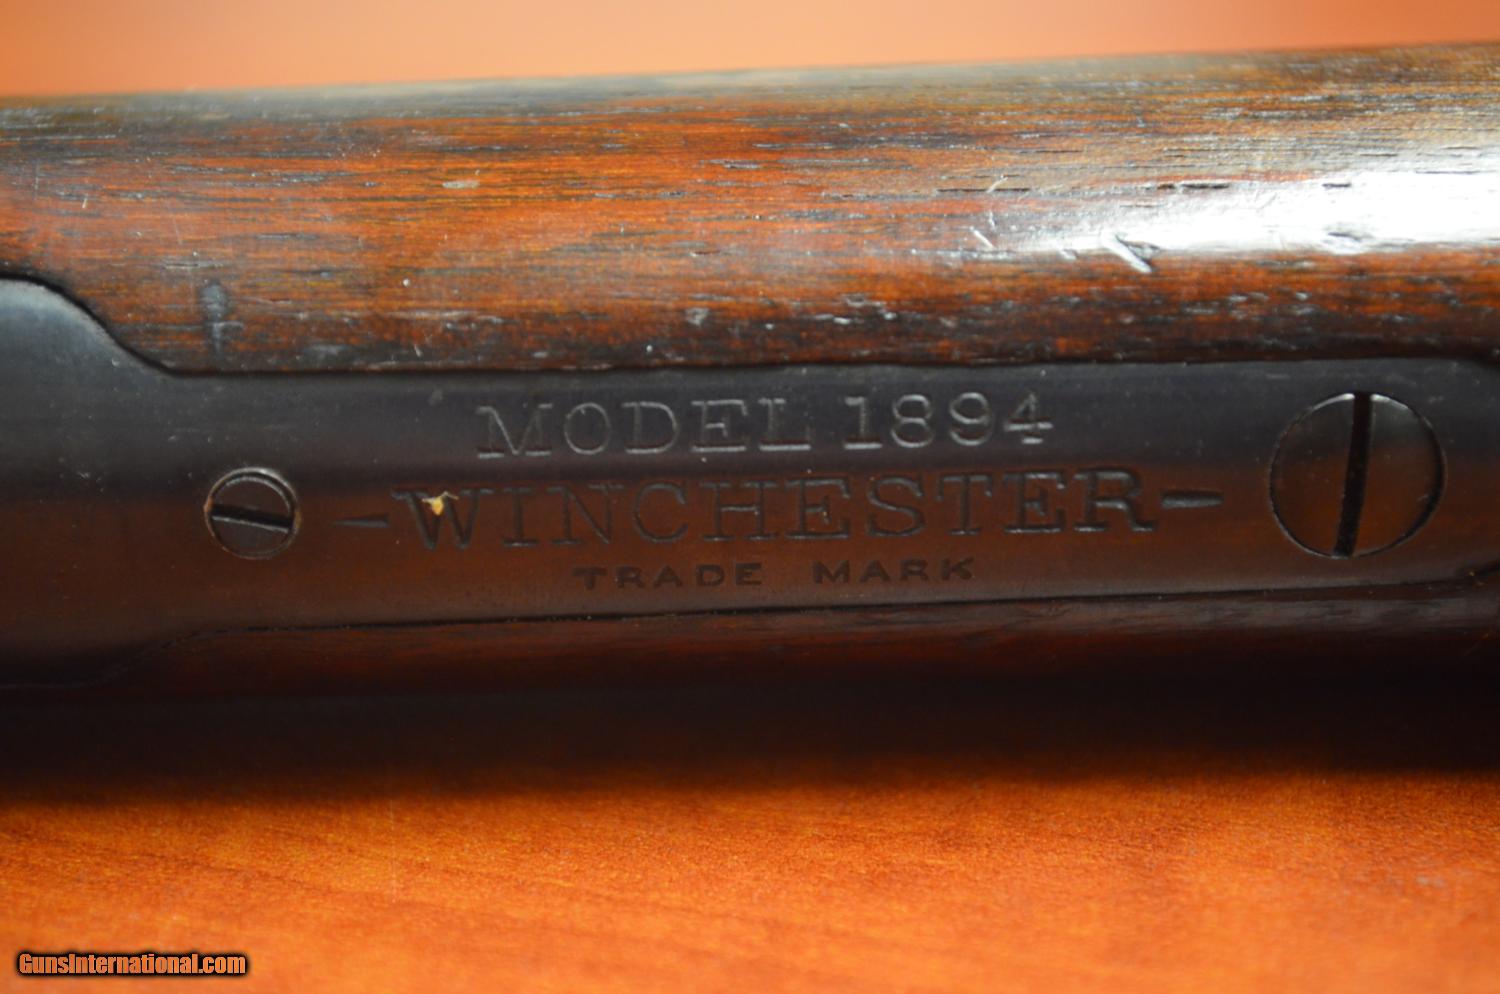 MODEL 1894
-WINCHESTER-
TRADE MARK
GunsInternational.com